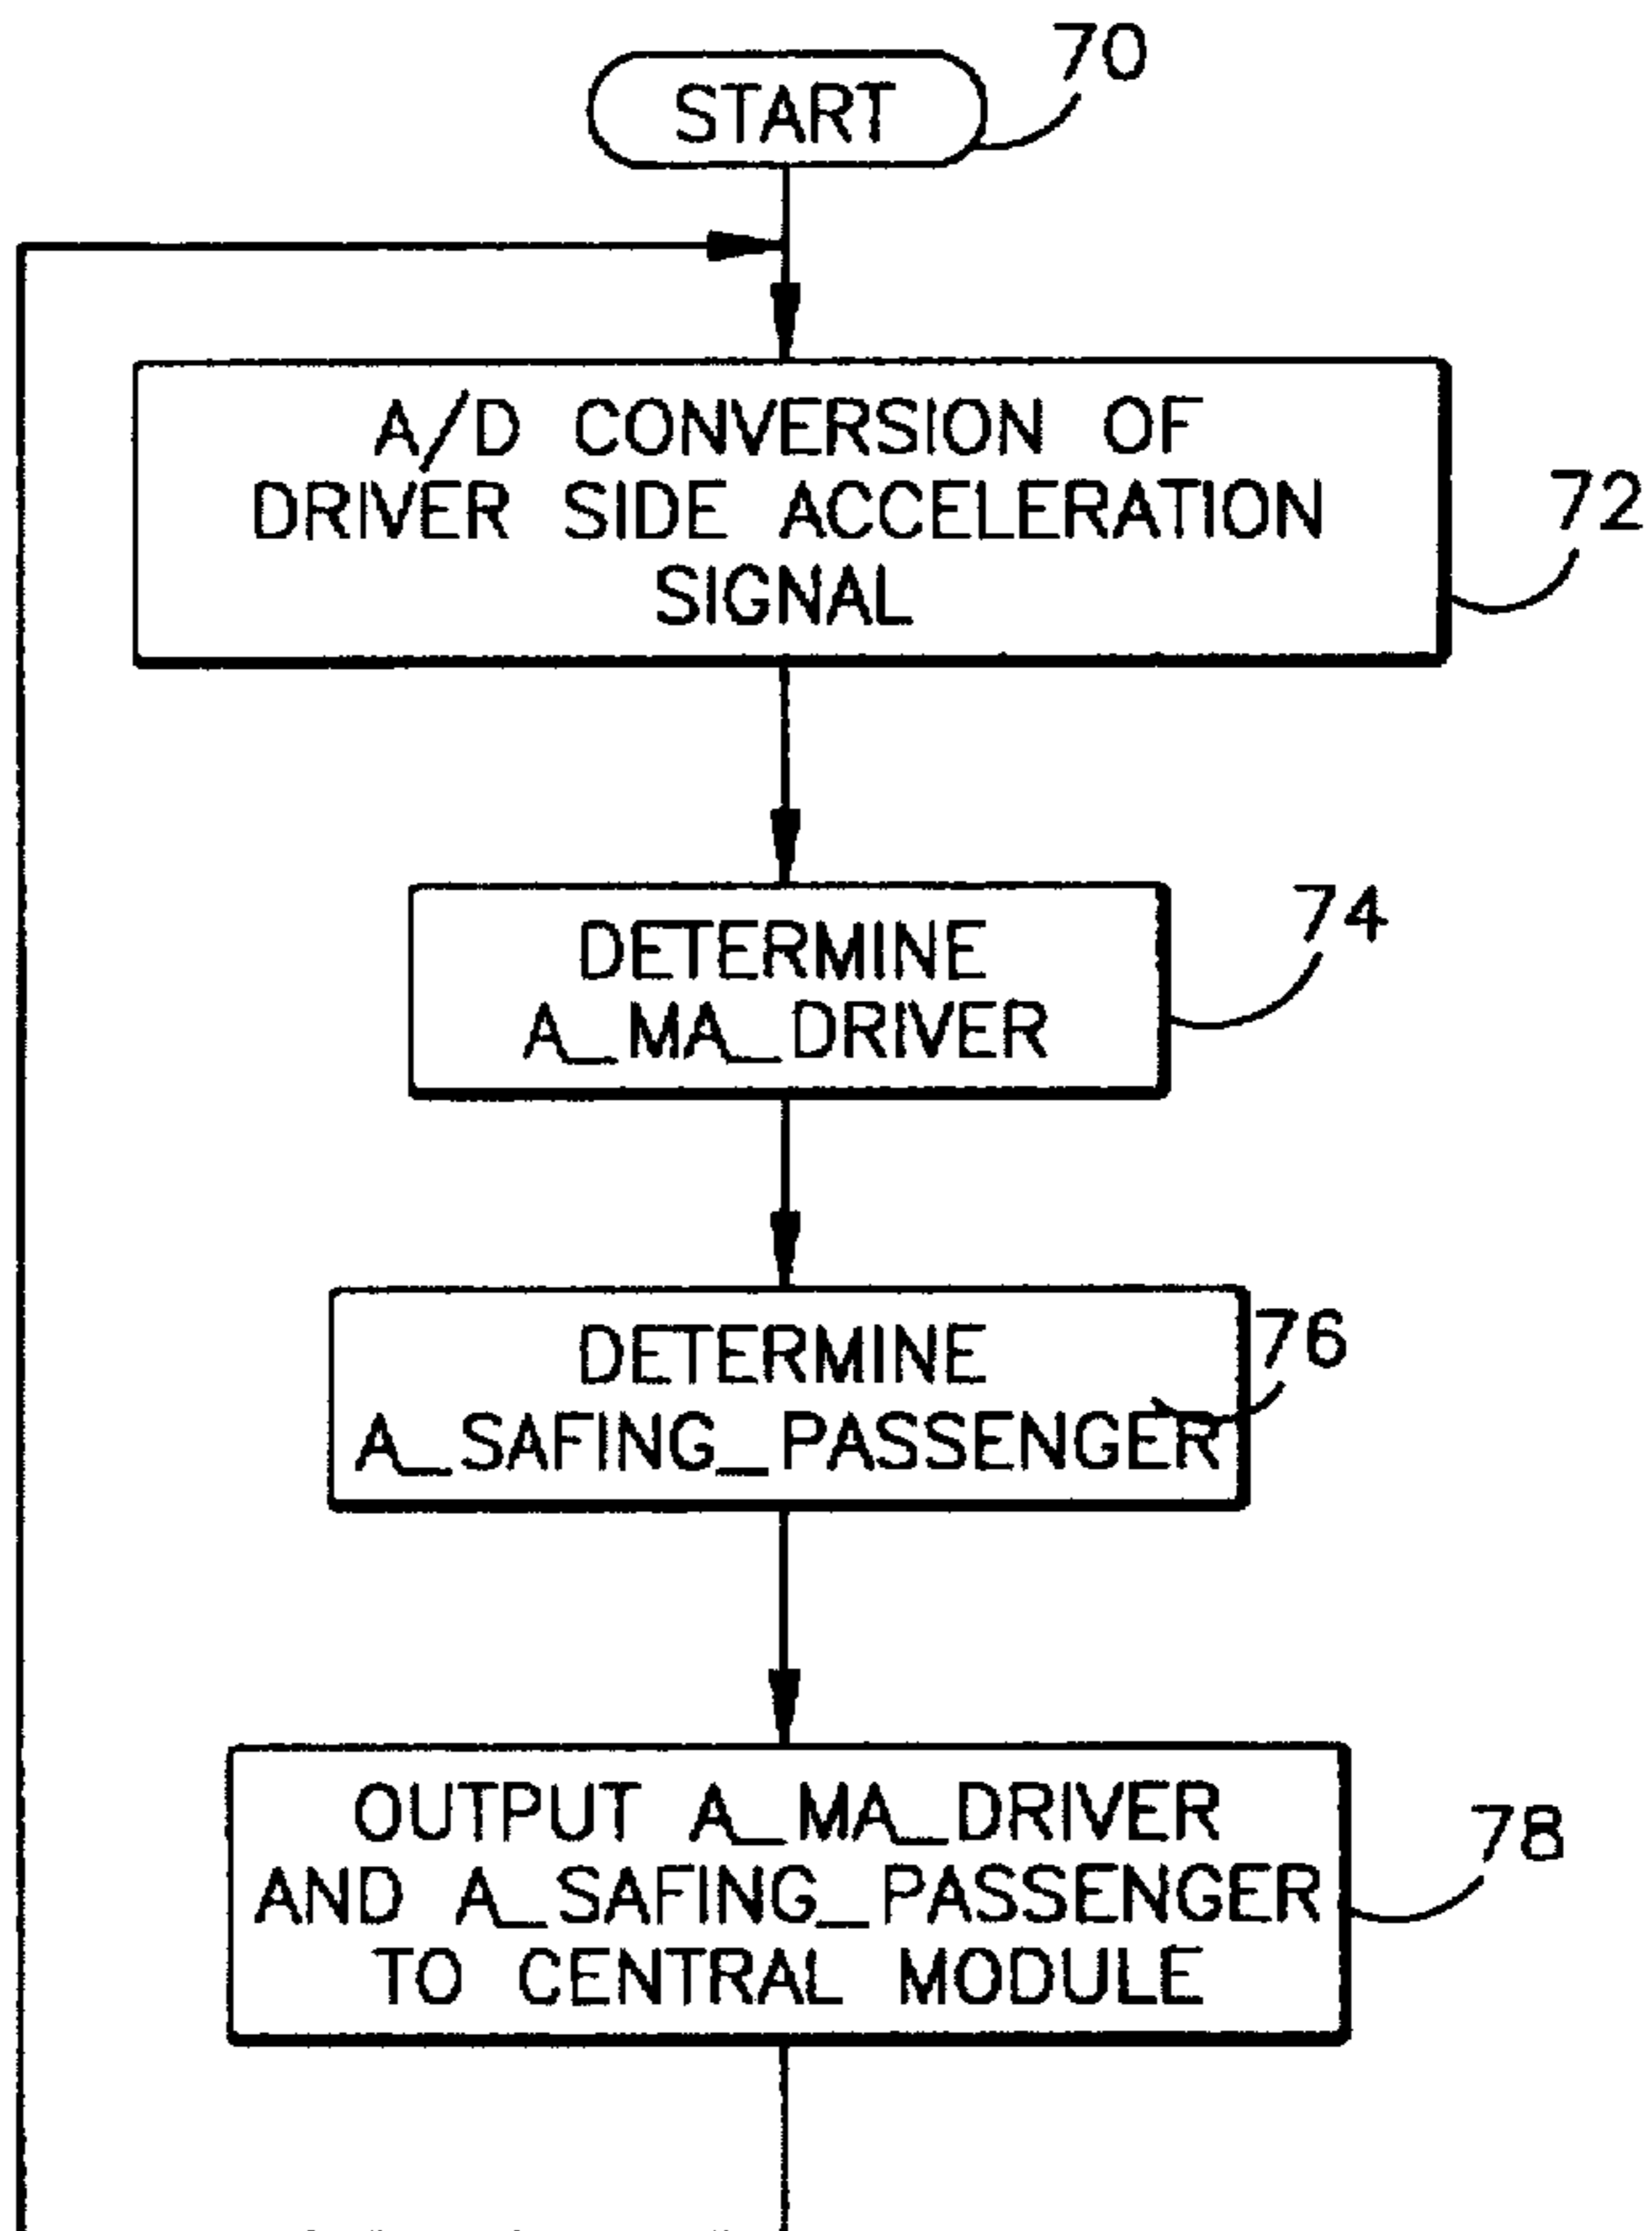 70
START
A/D CONVERSION OF
DRIVER SIDE ACCELERATION
SIGNAL
72
DETERMINE
A_MA_DRIVER
74
DETERMINE
A_SAFING_PASSENGER
76
OUTPUT A_MA_DRIVER
AND A_SAFING_PASSENGER
TO CENTRAL MODULE
78